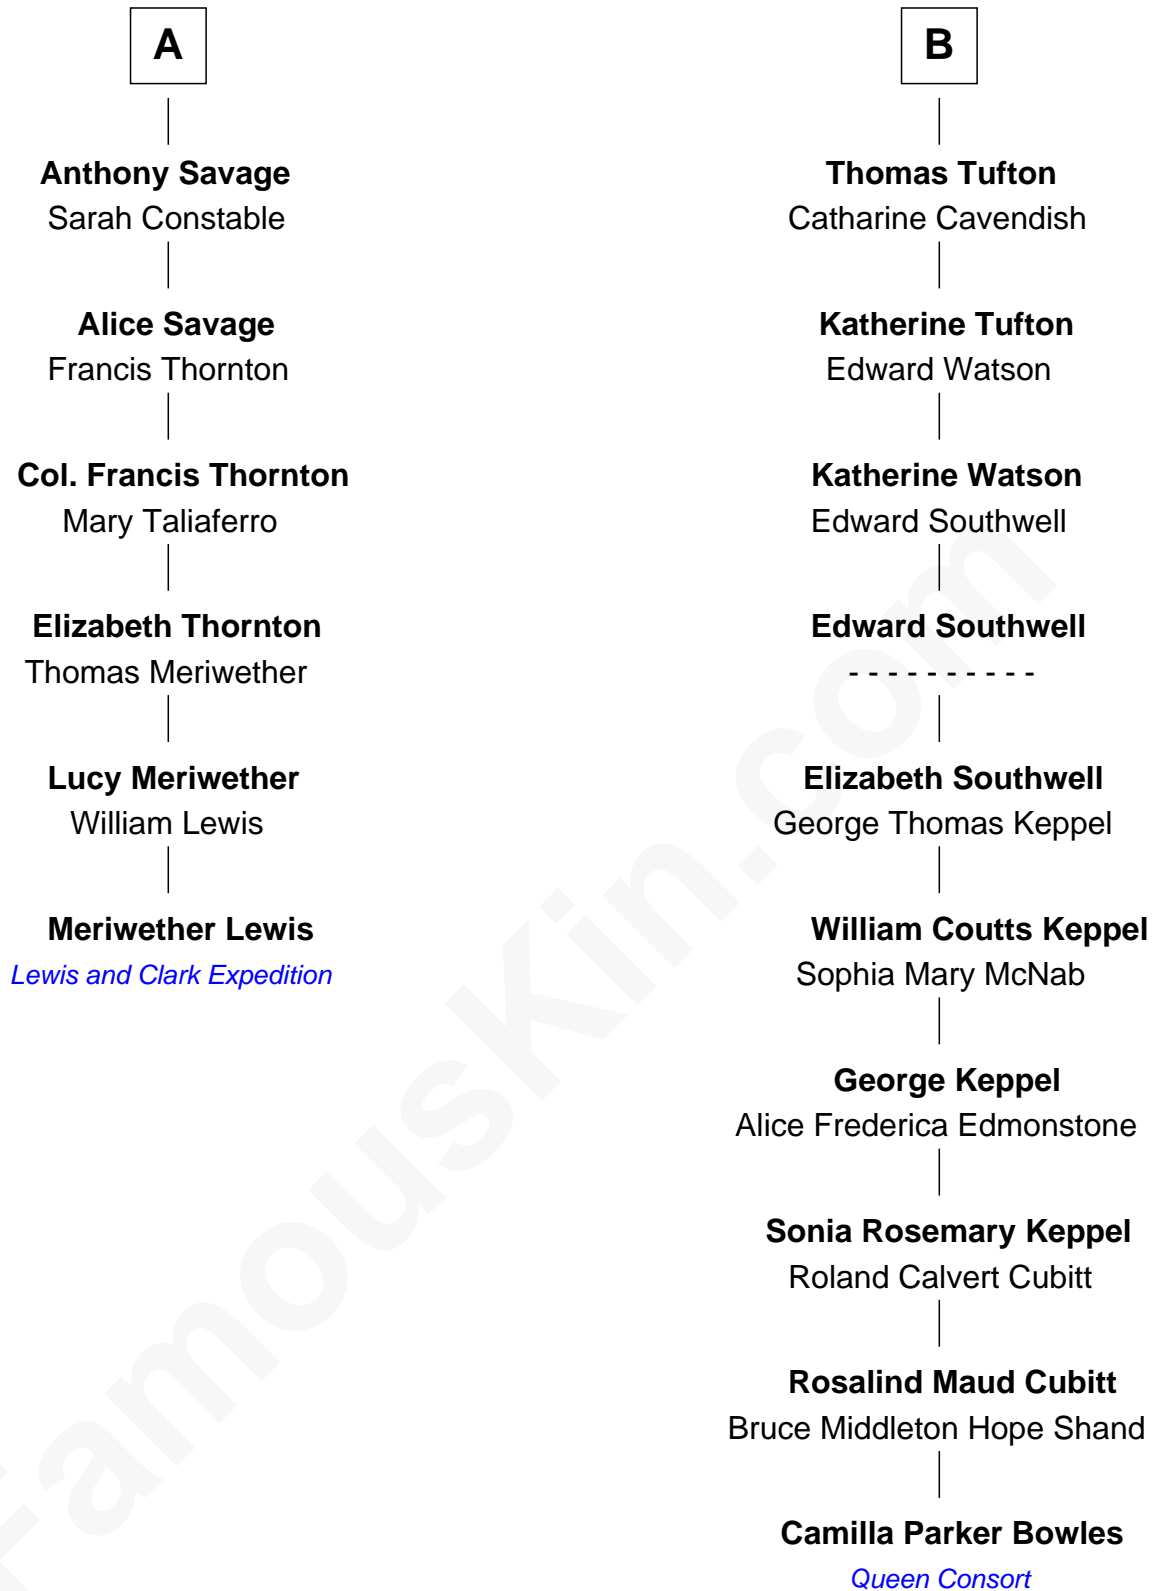 A
Anthony Savage
Sarah Constable
Alice Savage
Francis Thornton
Col. Francis Thornton
Mary Taliaferro
Elizabeth Thornton
Thomas Meriwether
Lucy Meriwether
William Lewis
Meriwether Lewis
Lewis and Clark Expedition
B
Thomas Tufton
Catharine Cavendish
Katherine Tufton
Edward Watson
Katherine Watson
Edward Southwell
Edward Southwell
- - - - - - - - - -
Elizabeth Southwell
George Thomas Keppel
William Coutts Keppel
Sophia Mary McNab
George Keppel
Alice Frederica Edmonstone
Sonia Rosemary Keppel
Roland Calvert Cubitt
Rosalind Maud Cubitt
Bruce Middleton Hope Shand
Camilla Parker Bowles
Queen Consort
FamousKin.com